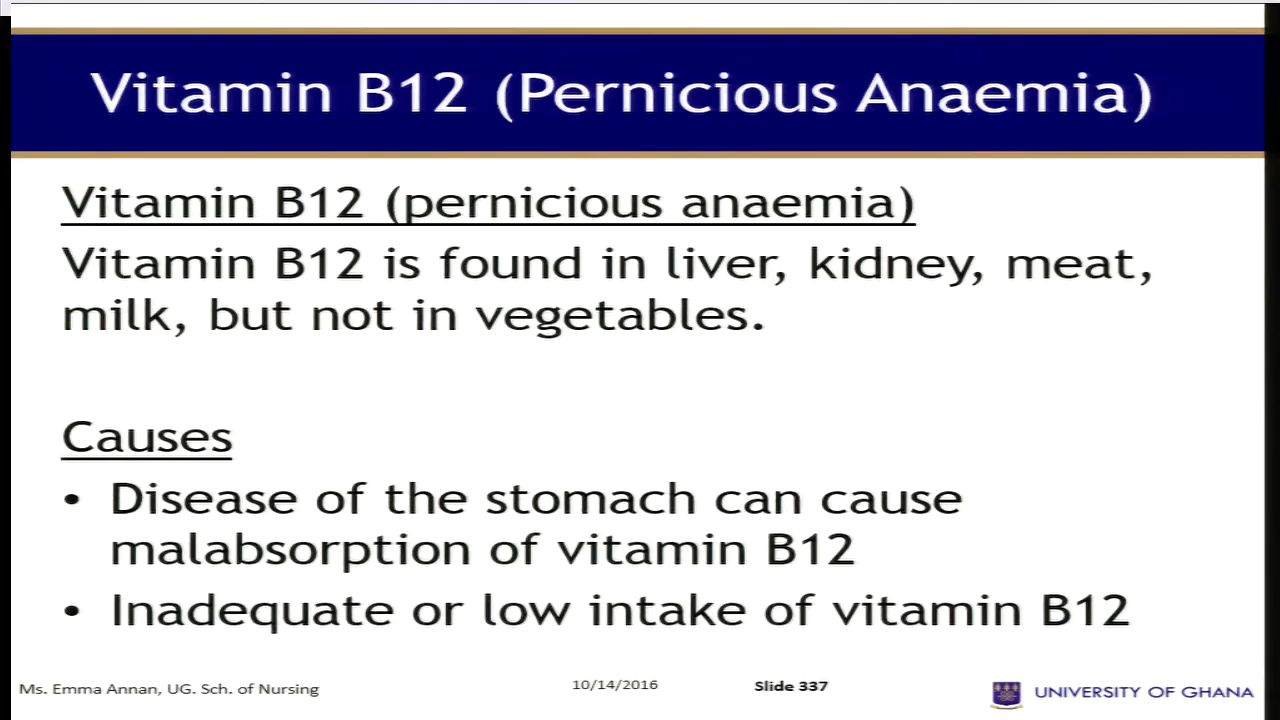 Vitamin B12 (Pernicious Anaemia)
Vitamin B12 (pernicious anaemia)
Vitamin B12 is found in liver, kidney, meat,
milk, but not in vegetables.
Causes
• Disease of the stomach can cause
malabsorption of vitamin B12
• Inadequate or low intake of vitamin B12
Ms. Emma Annan, UG. Sch. of Nursing
10/14/2016
Slide 337
UNIVERSITY OF GHANA